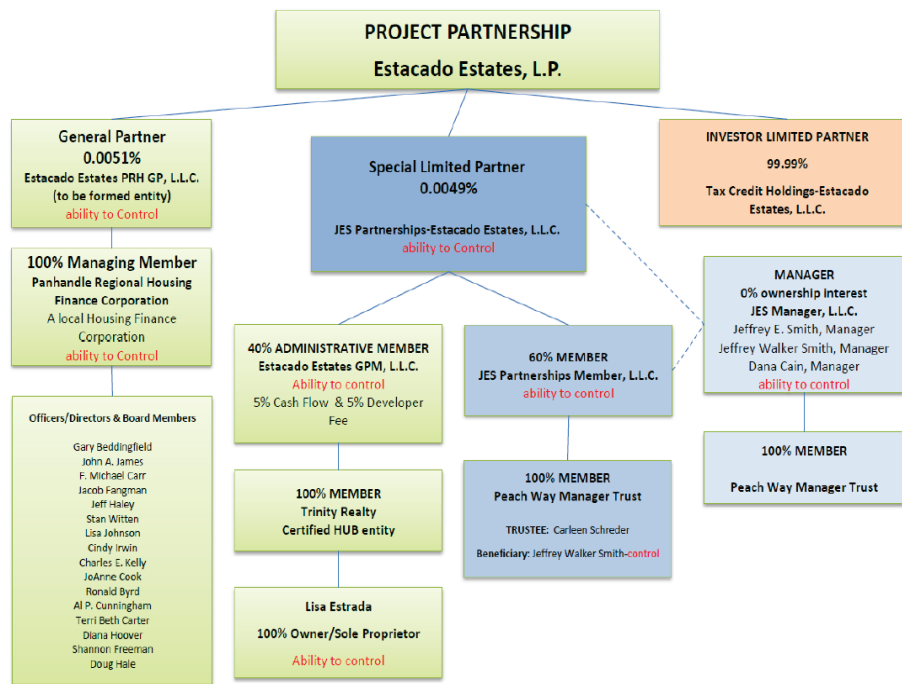 PROJECT PARTNERSHIP
Estacado Estates, L.P.
General Partner
0.0051%
Estacado Estates PRH GP, L.L.C.
(to be formed entity)
ability to Control
Special Limited Partner
0.0049%
JES Partnerships-Estacado Estates, L.L.C.
ability to Control
INVESTOR LIMITED PARTNER
99.99%
Tax Credit Holdings-Estacado
Estates, L.L.C.
100% Managing Member
Panhandle Regional Housing
Finance Corporation
A local Housing Finance
Corporation
ability to Control
MANAGER
0% ownership interest
JES Manager, L.L.C.
Jeffrey E. Smith, Manager
Jeffrey Walker Smith, Manager
Dana Cain, Manager
ability to control
40% ADMINISTRATIVE MEMBER
Estacado Estates GPM, L.L.C.
Ability to control
5% Cash Flow & 5% Developer
Fee
60% MEMBER
JES Partnerships Member, L.L.C.
ability to control
Officers/Directors & Board Members
Gary Beddingfield
John A. James
F. Michael Carr
Jacob Fangman
Jeff Haley
Stan Witten
Lisa Johnson
Cindy Irwin
Charles E. Kelly
JoAnne Cook
Ronald Byrd
Al P. Cunningham
Terri Beth Carter
Diana Hoover
Shannon Freeman
Doug Hale
100% MEMBER
Trinity Realty
Certified HUB entity
100% MEMBER
Peach Way Manager Trust
TRUSTEE: Carleen Schreder
Beneficiary: Jeffrey Walker Smith-control
100% MEMBER
Peach Way Manager Trust
Lisa Estrada
100% Owner/Sole Proprietor
Ability to control